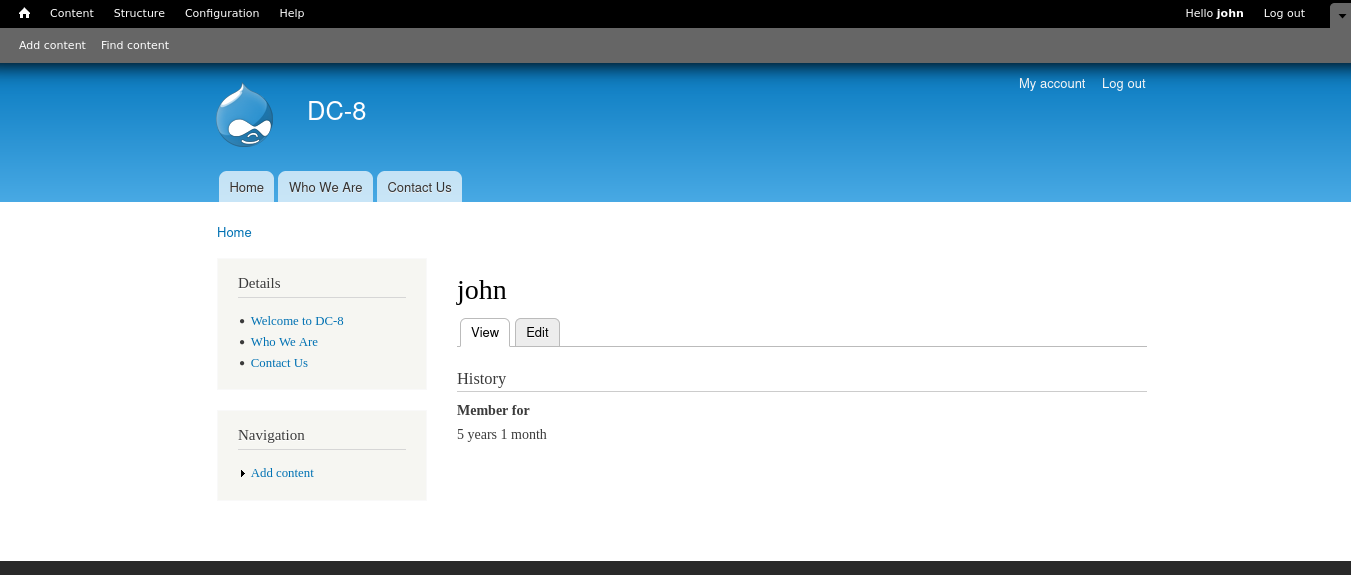 Content Structure Configuration Help Hello john Log out
Add content Find content
My account Log out
DC-8
Home Who We Are Contact Us
Home
Details
Welcome to DC-8
Who We Are
Contact Us
Navigation
Add content
john
View Edit
History
Member for
5 years 1 month